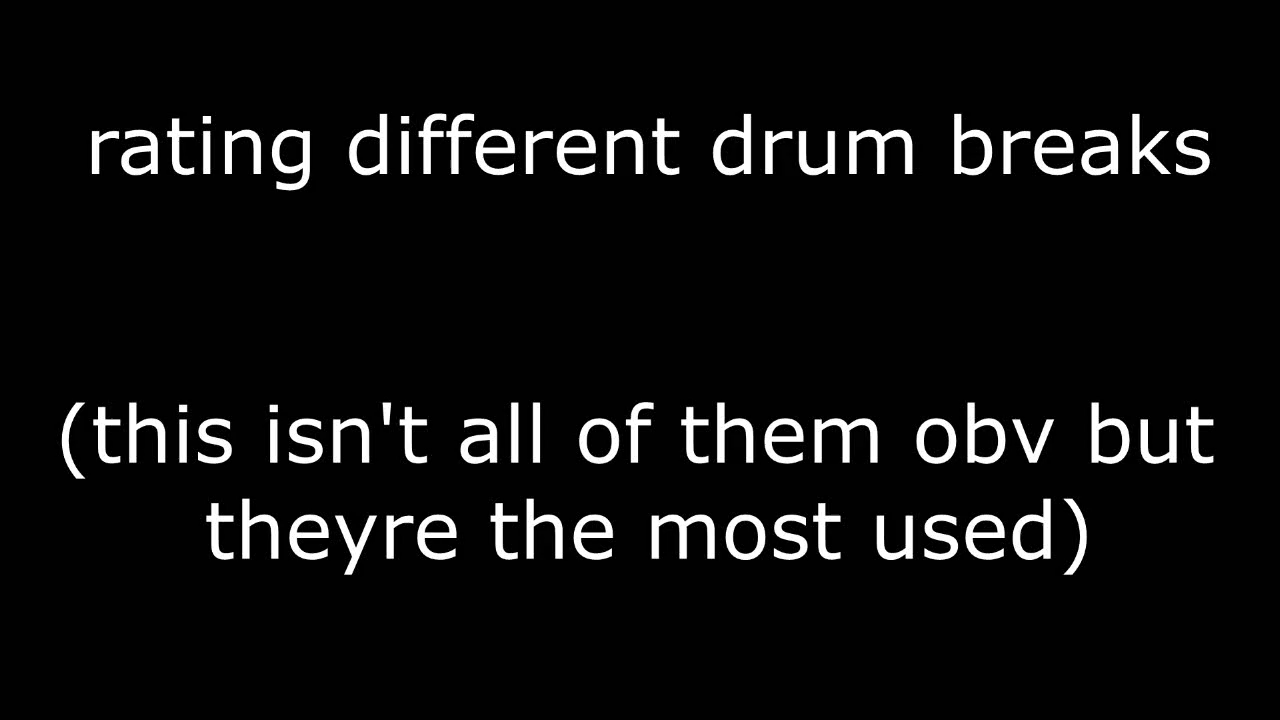 rating different drum breaks
(this isn't all of them obv but
theyre the most used)